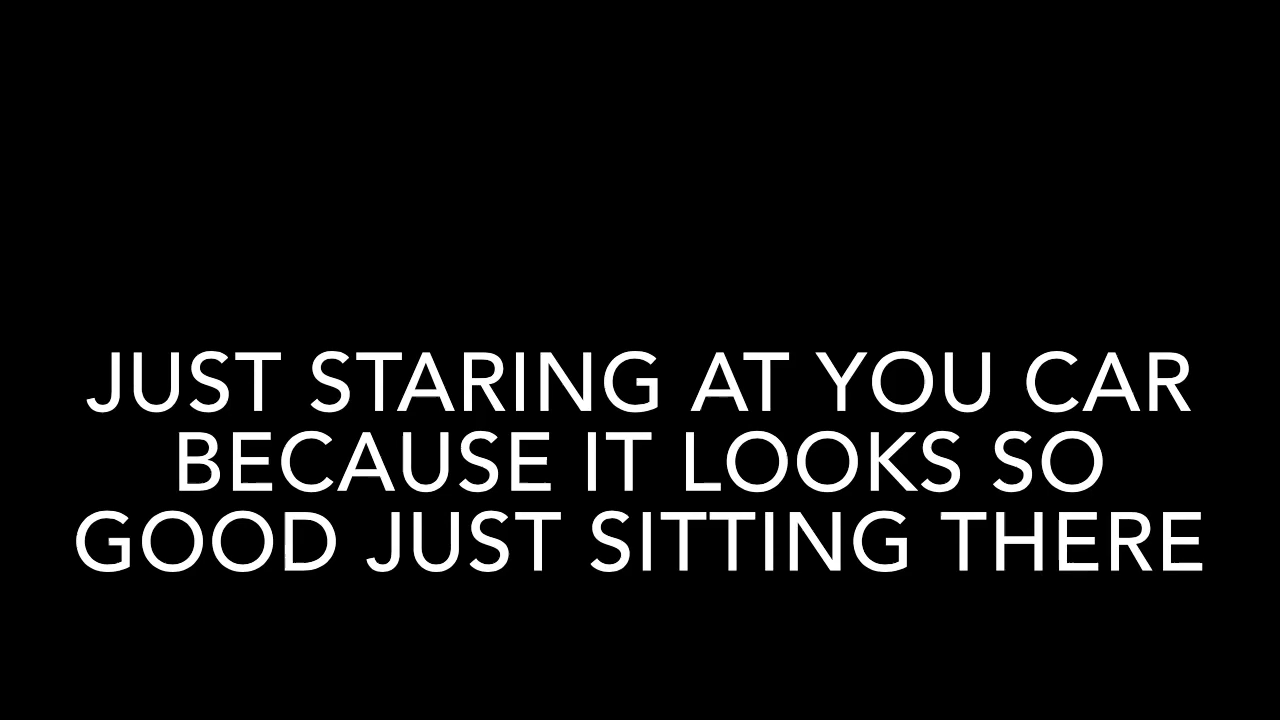 JUST STARING AT YOU CAR
BECAUSE IT LOOKS SO
GOOD JUST SITTING THERE